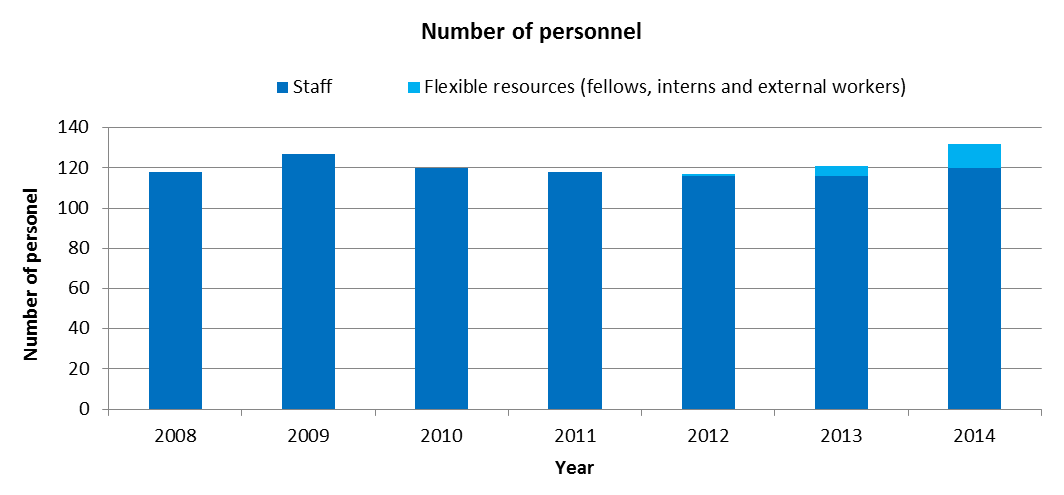 Number of personnel
Staff
Flexible resources (fellows, interns and external workers)
140
120
100
80
60
40
20
0
Number of personel
2008 2009 2010 2011 2012 2013 2014
Year